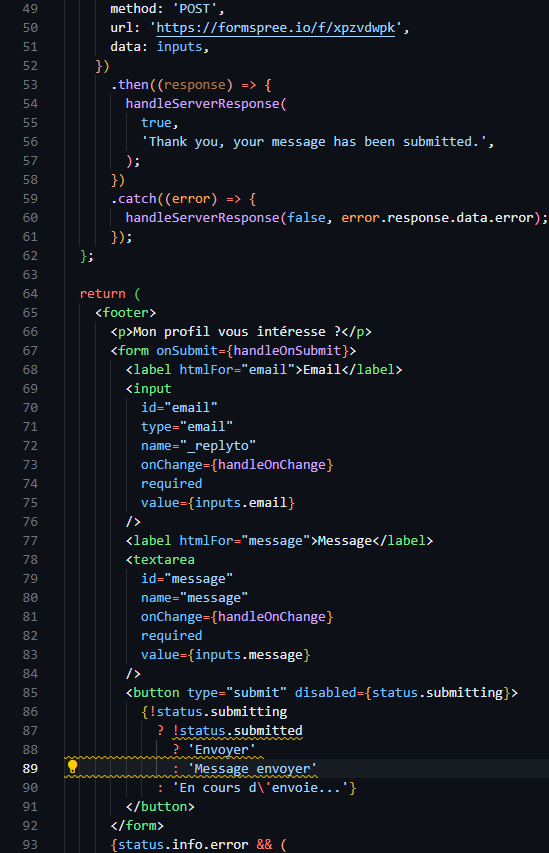 49 method: 'POST',
50 url: 'https://formspree.io/f/xpzvdwpk',
51 data: inputs,
52 })
53 .then((response) => {
54 handleServerResponse(
55 true,
56 'Thank you, your message has been submitted.',
57 );
58 })
59 .catch((error) => {
60 handleServerResponse(false, error.response.data.error);
61 });
62 };
63
64 return (
65 <footer>
66 <p>Mon profil vous intéresse ?</p>
67 <form onSubmit={handleOnSubmit}>
68 <label htmlFor="email">Email</label>
69 <input
70 id="email"
71 type="email"
72 name="_replyto"
73 onChange={handleOnChange}
74 required
75 value={inputs.email}
76 />
77 <label htmlFor="message">Message</label>
78 <textarea
79 id="message"
80 name="message"
81 onChange={handleOnChange}
82 required
83 value={inputs.message}
84 />
85 <button type="submit" disabled={status.submitting}>
86 {!status.submitting
87 ? !status.submitted
88 ? 'Envoyer'
89 : 'Message envoyer'
90 : 'En cours d\'envoie...'}
91 </button>
92 </form>
93 {status.info.error && (